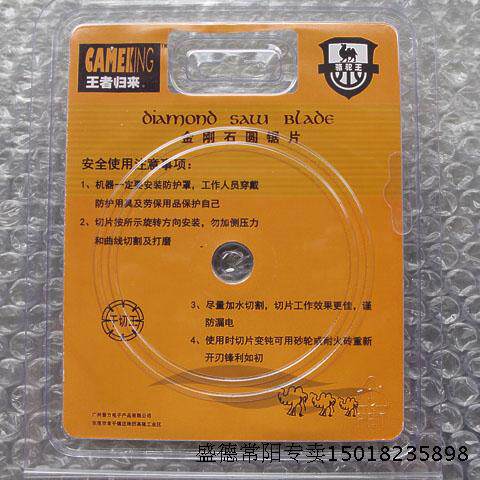 CAMEKING
王者归来
骆驼王
Diamond Saw Blade
金刚石圆锯片
安全使用注意事项:
1、机器一定要安装防护罩,工作人员穿戴
防护用具及劳保用品保护自己
2、切片按所示旋转方向安装,勿加侧压力
和曲线切割及打磨
干切王
3、尽量加水切割,切片工作效果更佳,谨
防漏电
4、使用时切片变钝可用砂轮或耐火砖重新
开刃锋利如初
盛德常阳专卖15018235898